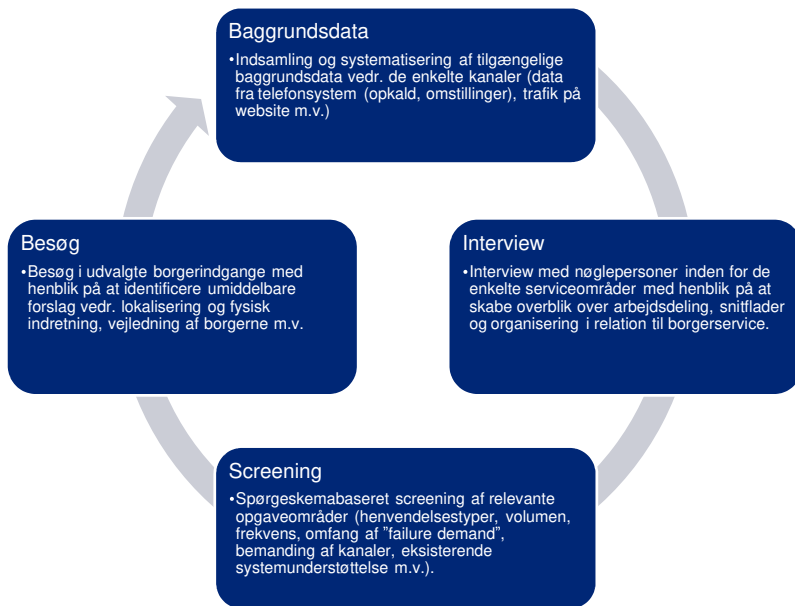 Baggrundsdata
•Indsamling og systematisering af tilgængelige
baggrundsdata vedr. de enkelte kanaler (data
fra telefonsystem (opkald, omstillinger), trafik på
website m.v.)
Interview
•Interview med nøglepersoner inden for de
enkelte serviceområder med henblik på at
skabe overblik over arbejdsdeling, snitflader
og organisering i relation til borgerservice.
Screening
•Spørgeskemabaseret screening af relevante
opgaveområder (henvendelsestyper, volumen,
frekvens, omfang af ”failure demand”,
bemanding af kanaler, eksisterende
systemunderstøttelse m.v.).
Besøg
•Besøg i udvalgte borgerindgange med
henblik på at identificere umiddelbare
forslag vedr. lokalisering og fysisk
indretning, vejledning af borgerne m.v.